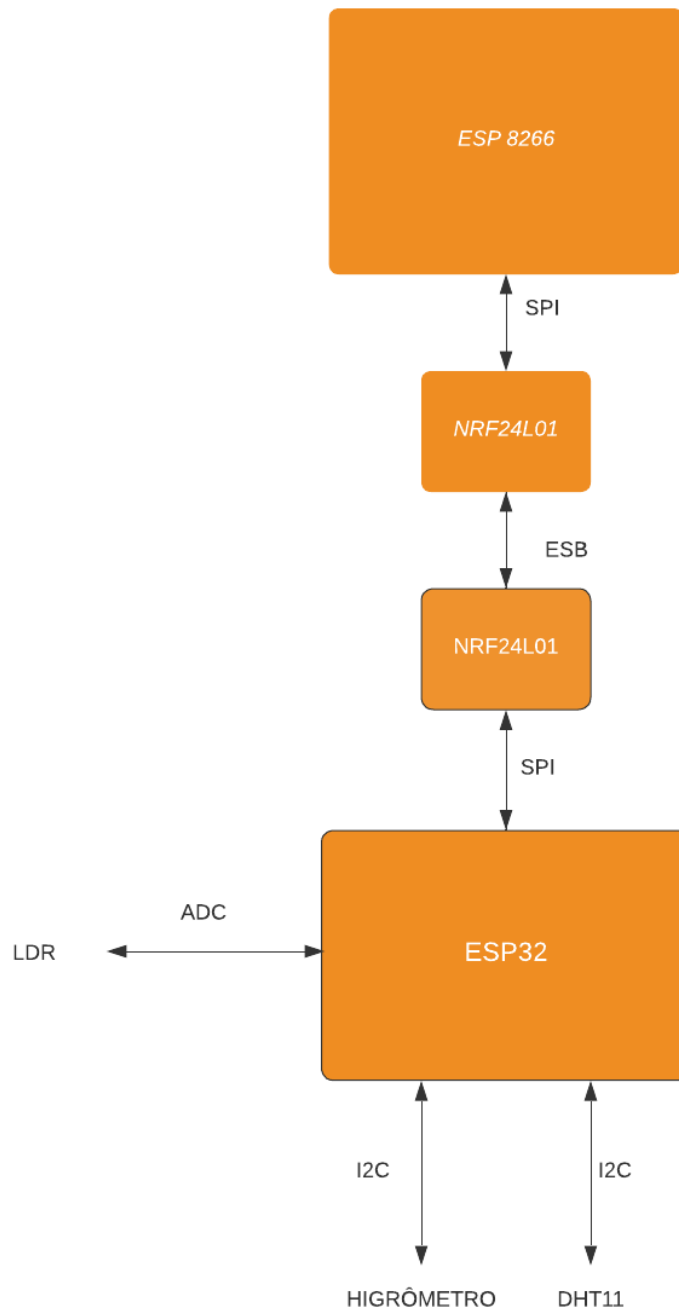 ESP 8266
SPI
NRF24L01
ESB
NRF24L01
SPI
ADC
LDR
ESP32
I2C
I2C
HIGRÔMETRO
DHT11